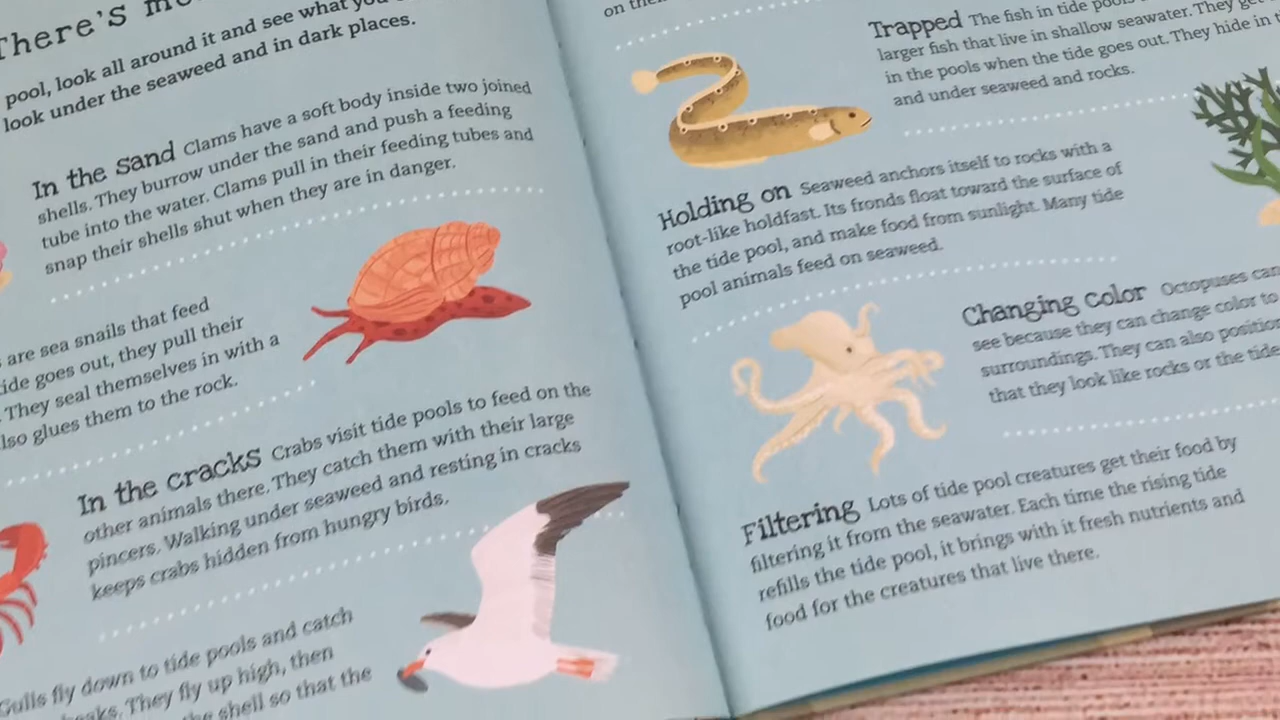 There's mo
pool, look all around it and see what you
look under the seaweed and in dark places.
In the sand Clams have a soft body inside two joined
shells. They burrow under the sand and push a feeding
tube into the water. Clams pull in their feeding tubes and
snap their shells shut when they are in danger.
are sea snails that feed
ide goes out, they pull their
They seal themselves in with a
lso glues them to the rock.
In the cracks Crabs visit tide pools to feed on the
other animals there. They catch them with their large
pincers. Walking under seaweed and resting in cracks
keeps crabs hidden from hungry birds.
Gulls fly down to tide pools and catch
eaks. They fly up high, then
the shell so that the
on the
Trapped The fish in tide pools
larger fish that live in shallow seawater. They get
in the pools when the tide goes out. They hide in
and under seaweed and rocks.
Holding on Seaweed anchors itself to rocks with a
root-like holdfast. Its fronds float toward the surface of
the tide pool, and make food from sunlight. Many tide
pool animals feed on seaweed.
Changing color Octopuses can
see because they can change color to
surroundings. They can also position
that they look like rocks or the tide
Filtering Lots of tide pool creatures get their food by
filtering it from the seawater. Each time the rising tide
refills the tide pool, it brings with it fresh nutrients and
food for the creatures that live there.